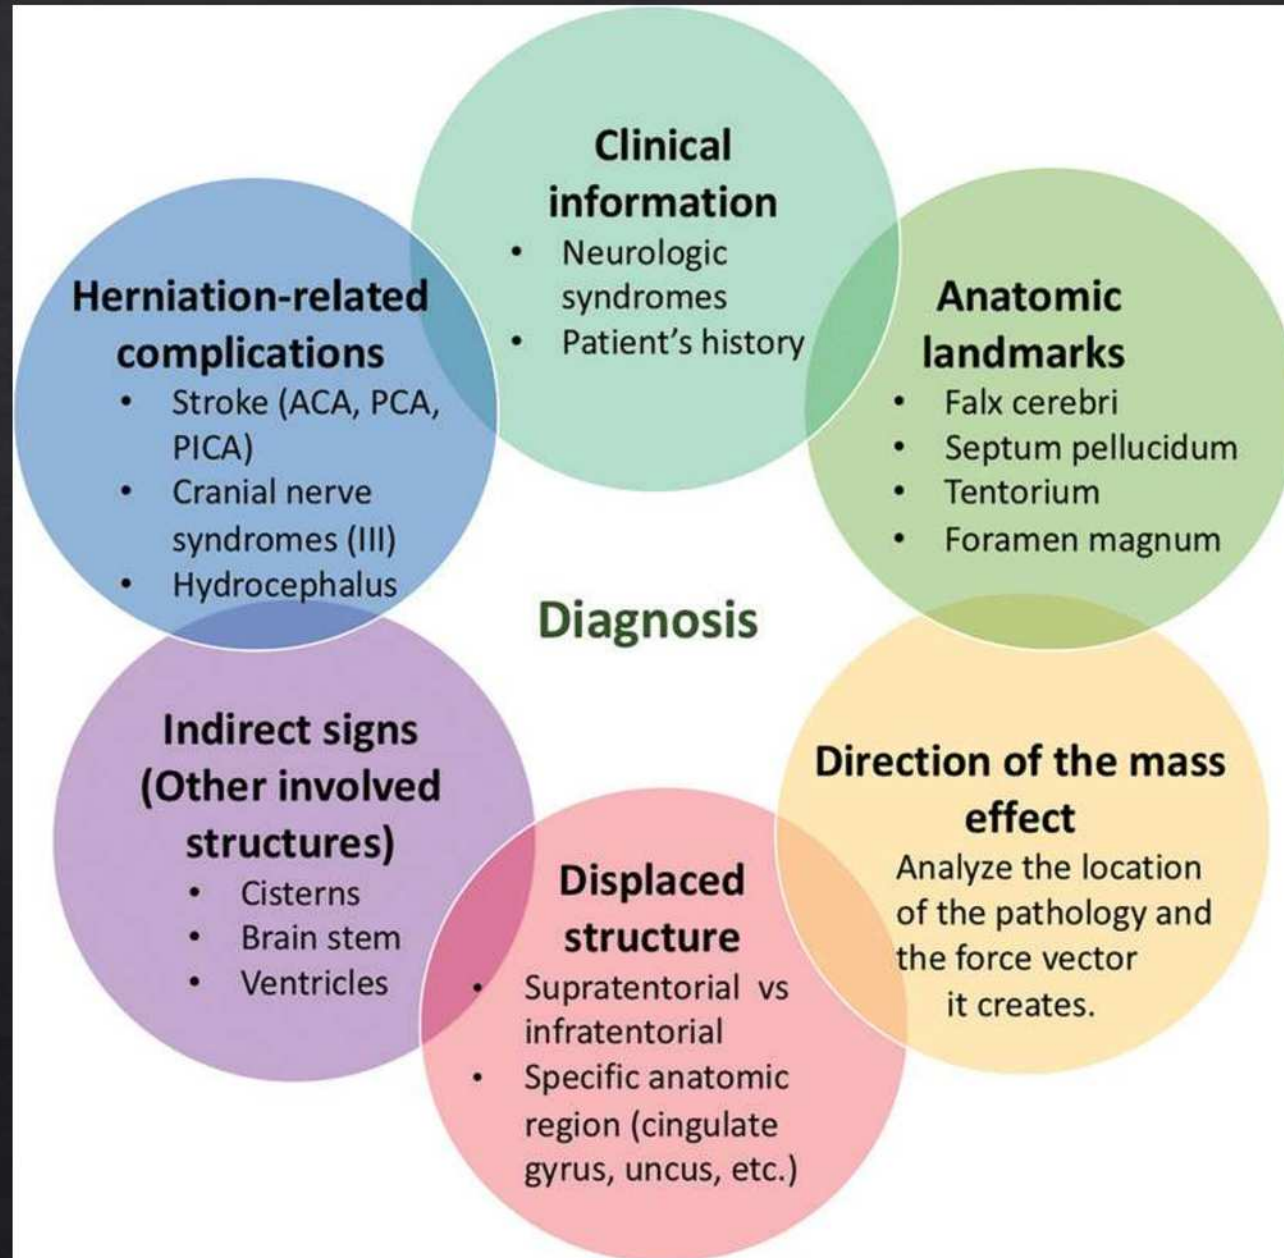 Clinical
information
• Neurologic
syndromes
• Patient's history
Anatomic
landmarks
• Falx cerebri
• Septum pellucidum
• Tentorium
• Foramen magnum
Direction of the mass
effect
Analyze the location
of the pathology and
the force vector
it creates.
Displaced
structure
• Supratentorial vs
infratentorial
• Specific anatomic
region (cingulate
gyrus, uncus, etc.)
Indirect signs
(Other involved
structures)
• Cisterns
• Brain stem
• Ventricles
Herniation-related
complications
• Stroke (ACA, PCA,
PICA)
• Cranial nerve
syndromes (III)
• Hydrocephalus
Diagnosis